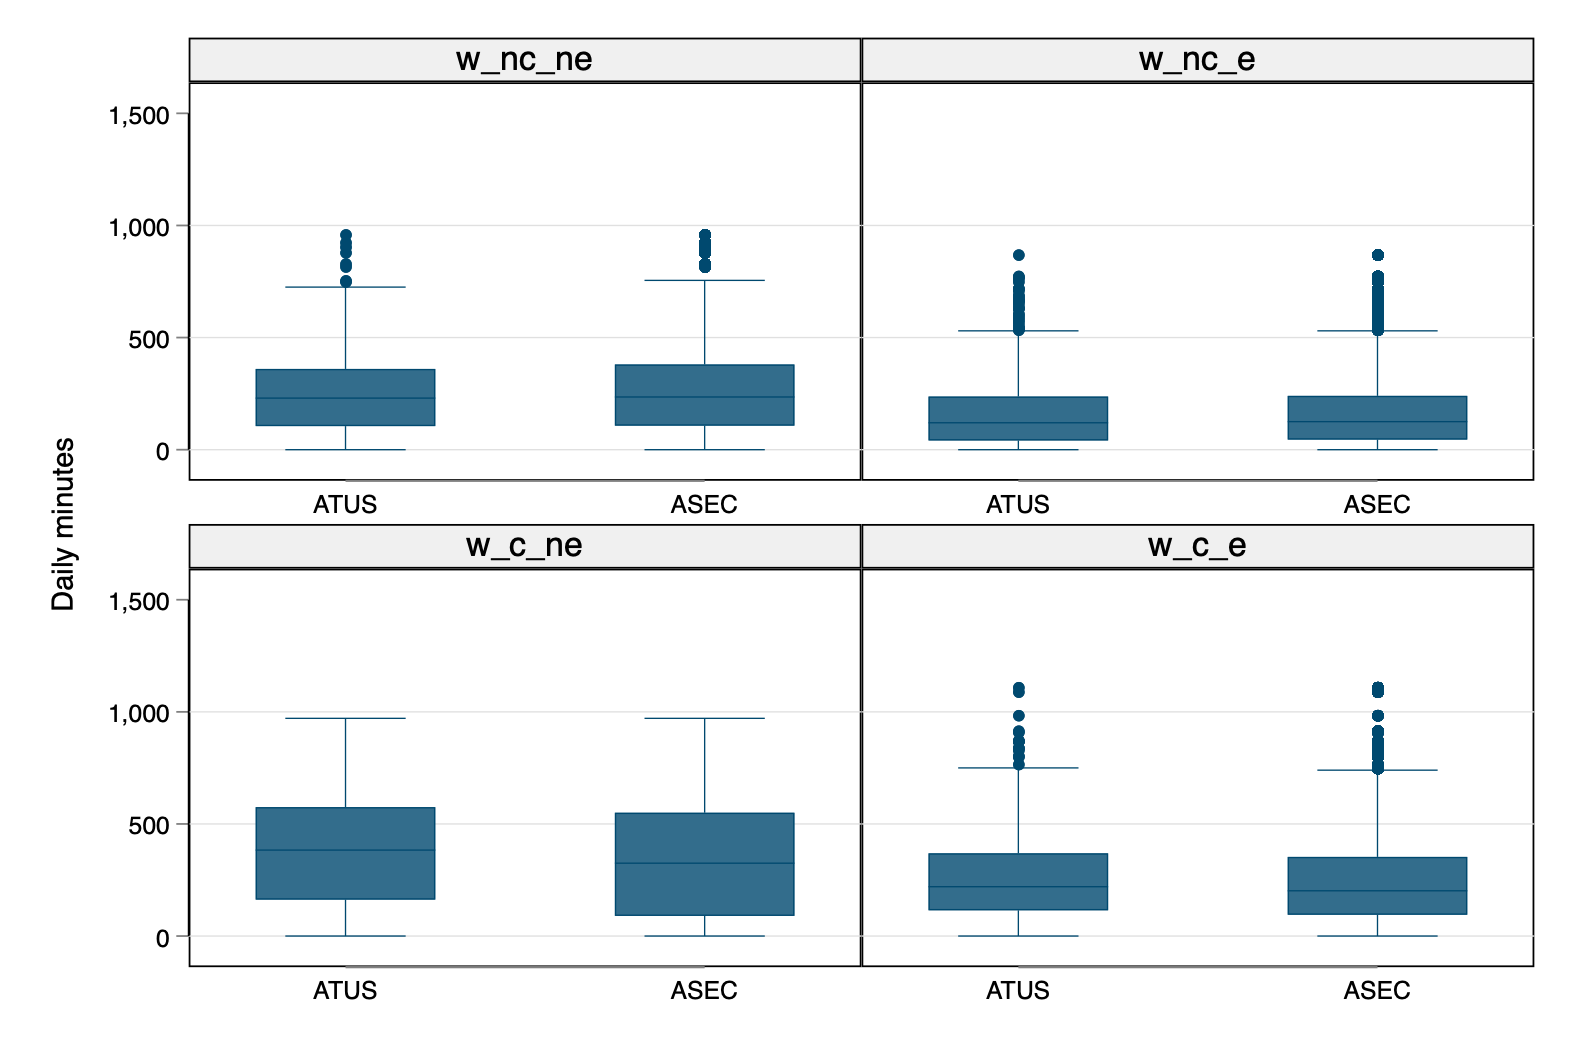 w_nc_ne
w_nc_e
1,500
1,000
500
0
ATUS
ASEC
ATUS
ASEC
Daily minutes
w_c_ne
w_c_e
1,500
1,000
500
0
ATUS
ASEC
ATUS
ASEC